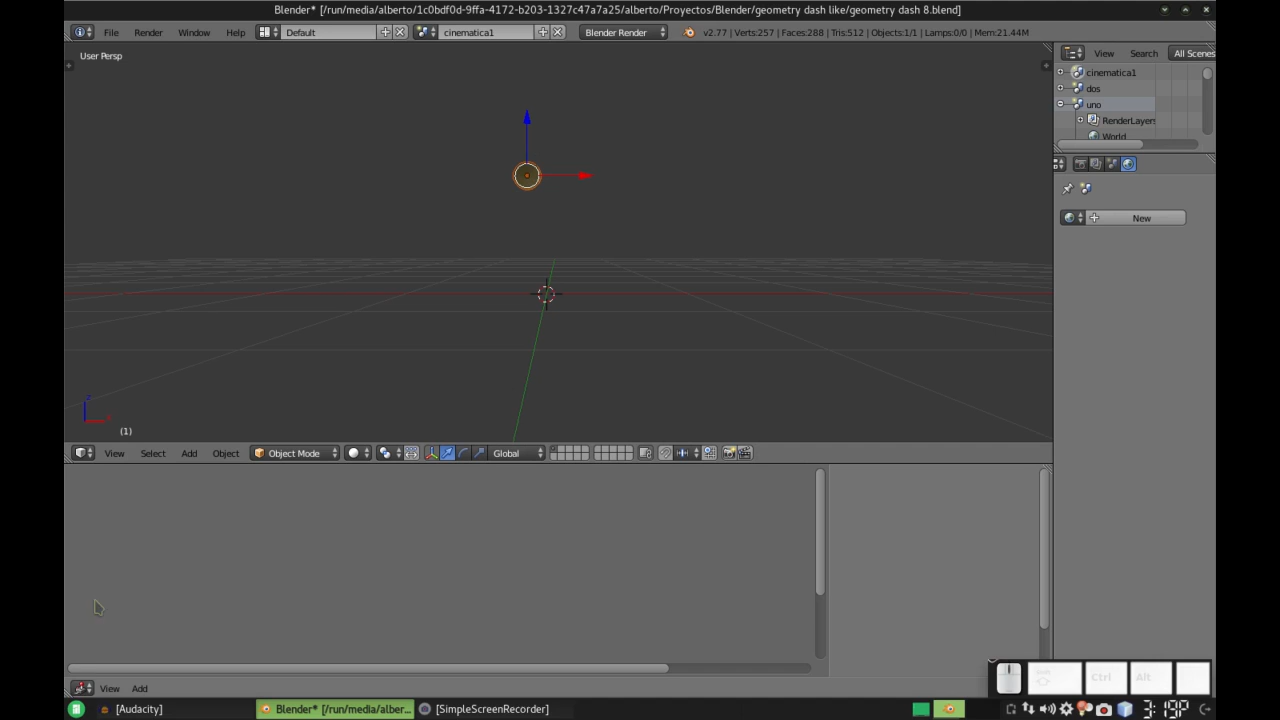 Blender* [/run/media/alberto/1c0bdf0d-9ffa-4172-b203-1327c47a7a25/alberto/Proyectos/Blender/geometry dash like/geometry dash 8.blend]
File Render Window Help Default cinematica1 Blender Render v2.77 | Verts:257 | Faces:288 | Tris:512 | Objects:1/1 | Lamps:0/0 | Mem:21.44M
User Persp
View Search All Scenes
cinematica1
dos
uno
RenderLayers
World
New
z
(1)
View Select Add Object Object Mode Global
View Add
Ctrl Alt
[Audacity] Blender* [/run/media/alber... [SimpleScreenRecorder] 3:19P